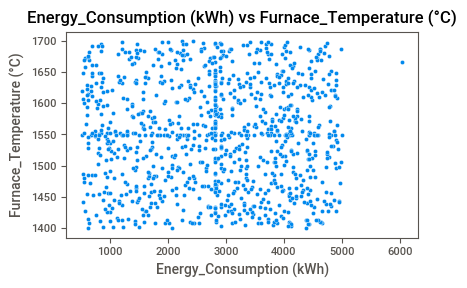 Energy_Consumption (kWh) vs Furnace_Temperature (°C)
Furnace_Temperature (°C)
1700
1650
1600
1550
1500
1450
1400
1000 2000 3000 4000 5000 6000
Energy_Consumption (kWh)